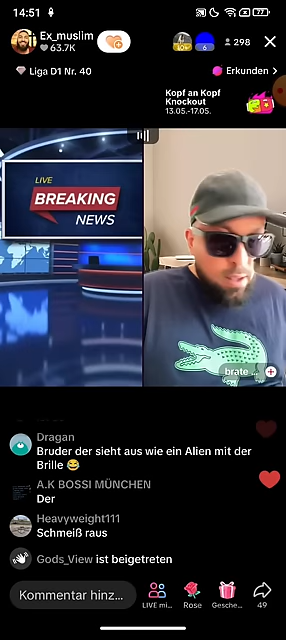 14:51
77
Ex_muslim
63.7K
298
Liga D1 Nr. 40
Erkunden >
Kopf an Kopf
Knockout
13.05.-17.05.
LIVE
BREAKING
NEWS
brate ...
Dragan
Bruder der sieht aus wie ein Alien mit der
Brille 😂
A.K BOSSI MÜNCHEN
Der
Heavyweight111
Schmeiß raus
Gods_View ist beigetreten
Kommentar hinz...
LIVE mi...
Rose
Gesche...
49